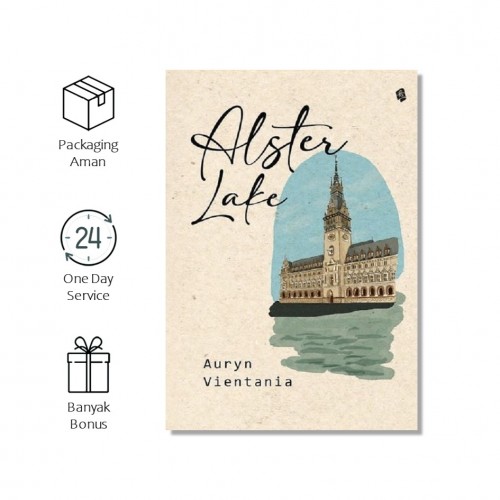 Packaging
Aman
24
One Day
Service
Banyak
Bonus
Alster
Lake
Auryn
Vientania